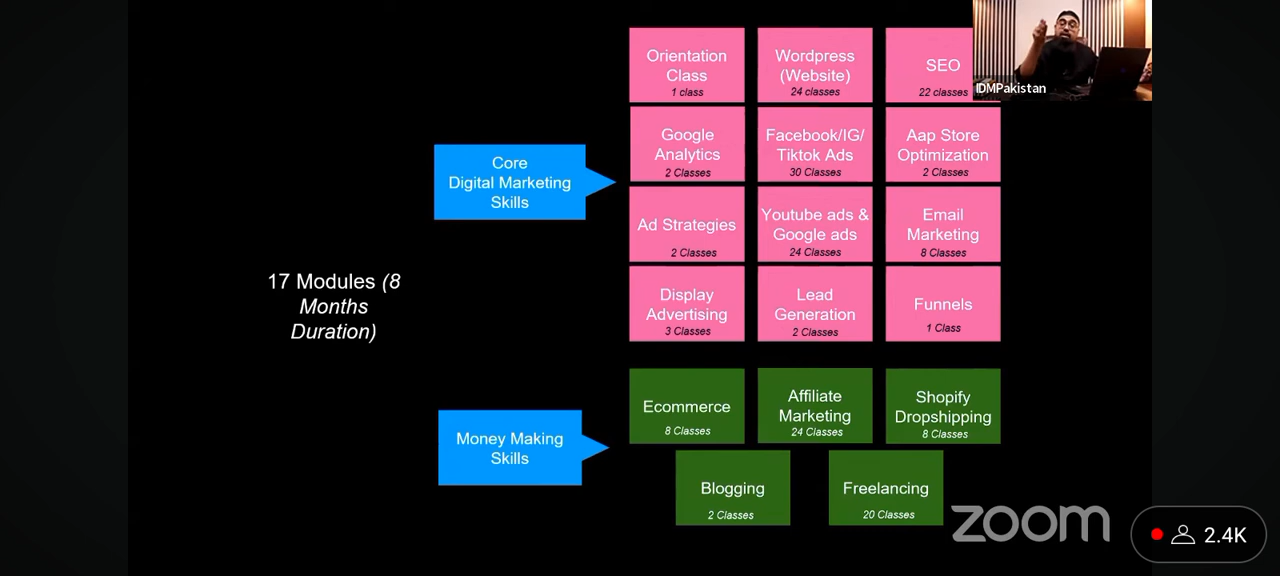 Orientation
Class
1 class
Wordpress
(Website)
24 classes
SEO
22 classes
IDMPakistan
Google
Analytics
2 Classes
Facebook/IG/
Tiktok Ads
30 Classes
Aap Store
Optimization
2 Classes
Core
Digital Marketing
Skills
Ad Strategies
2 Classes
Youtube ads &
Google ads
24 Classes
Email
Marketing
8 Classes
17 Modules (8
Months
Duration)
Display
Advertising
3 Classes
Lead
Generation
2 Classes
Funnels
1 Class
Money Making
Skills
Ecommerce
8 Classes
Affiliate
Marketing
24 Classes
Shopify
Dropshipping
8 Classes
Blogging
2 Classes
Freelancing
20 Classes
zoom
2.4K